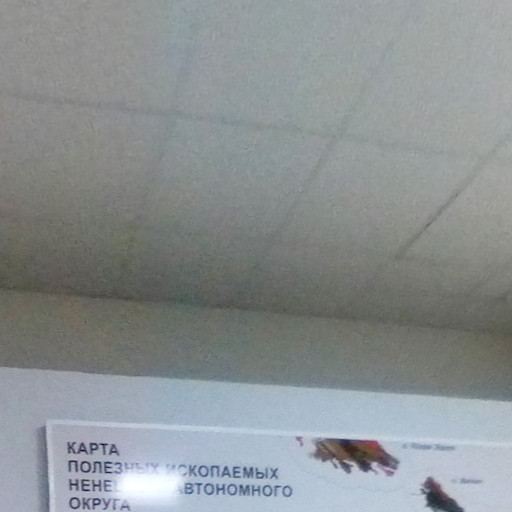 КАРТА
ПОЛЕЗНЫХ ИСКОПАЕМЫХ
АВТОНОМНОГО
ОКРУГА